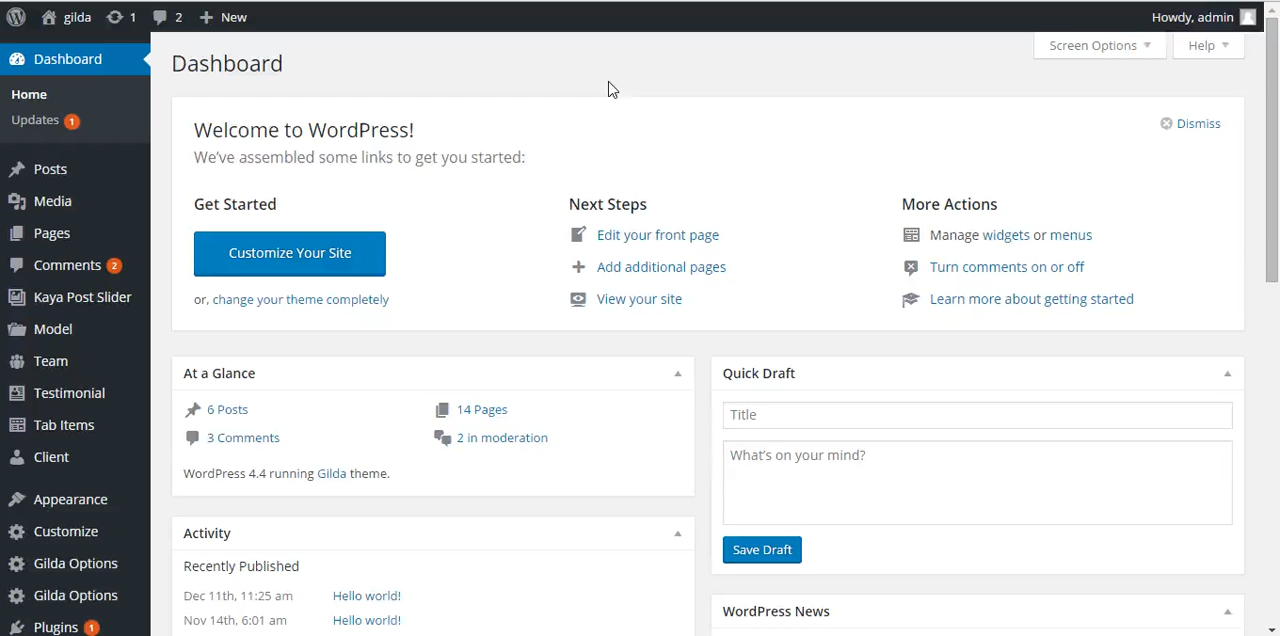 gilda 1 2 New Howdy, admin
Screen Options Help
Dashboard
Home
Updates 1
Posts
Media
Pages
Comments 2
Kaya Post Slider
Model
Team
Testimonial
Tab Items
Client
Appearance
Customize
Gilda Options
Gilda Options
Plugins 1
Dashboard
Welcome to WordPress!
Dismiss
We've assembled some links to get you started:
Get Started
Customize Your Site
or, change your theme completely
Next Steps
Edit your front page
Add additional pages
View your site
More Actions
Manage widgets or menus
Turn comments on or off
Learn more about getting started
At a Glance
6 Posts 14 Pages
3 Comments 2 in moderation
WordPress 4.4 running Gilda theme.
Activity
Recently Published
Dec 11th, 11:25 am Hello world!
Nov 14th, 6:01 am Hello world!
Quick Draft
Title
What's on your mind?
Save Draft
WordPress News